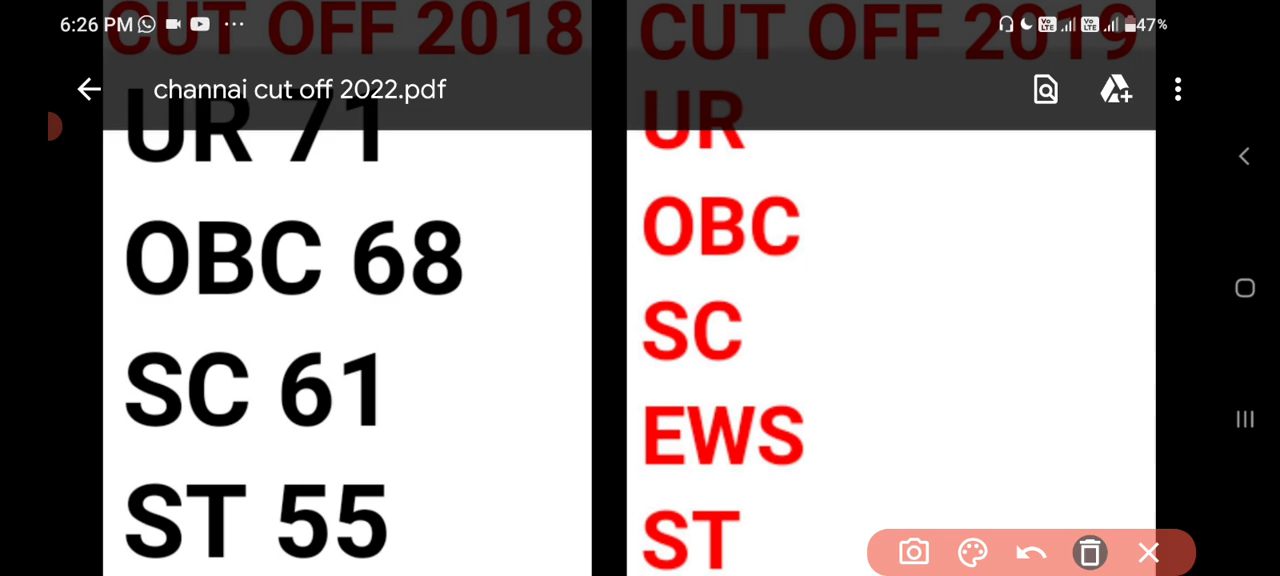 6:26 PM
47%
channai cut off 2022.pdf
CUT OFF 2018
UR 71
OBC 68
SC 61
ST 55
CUT OFF 2019
UR
OBC
SC
EWS
ST